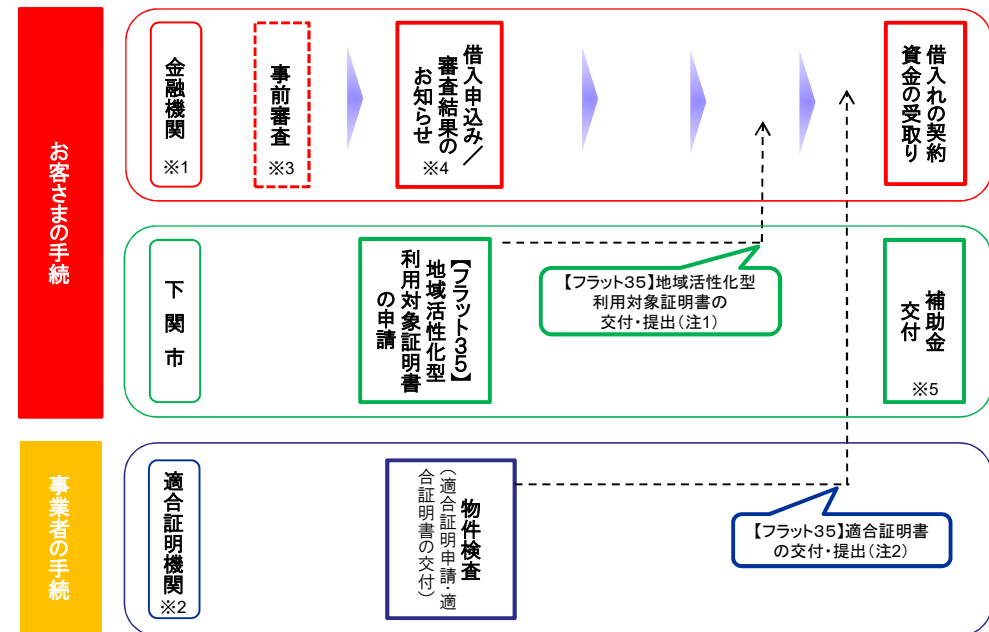 お客さまの手続
金融機関
※1
事前審査
※3
借入申込み／
審査結果の
お知らせ
※4
借入れの契約
資金の受取り
下関市
【フラット３５】
地域活性化型
利用対象証明書
の申請
【フラット35】地域活性化型
利用対象証明書の
交付・提出（注1）
補助金
交付
※5
事業者の手続
適合証明機関
※2
物件検査
（適合証明申請・適
合証明書の交付）
【フラット35】適合証明書
の交付・提出（注2）